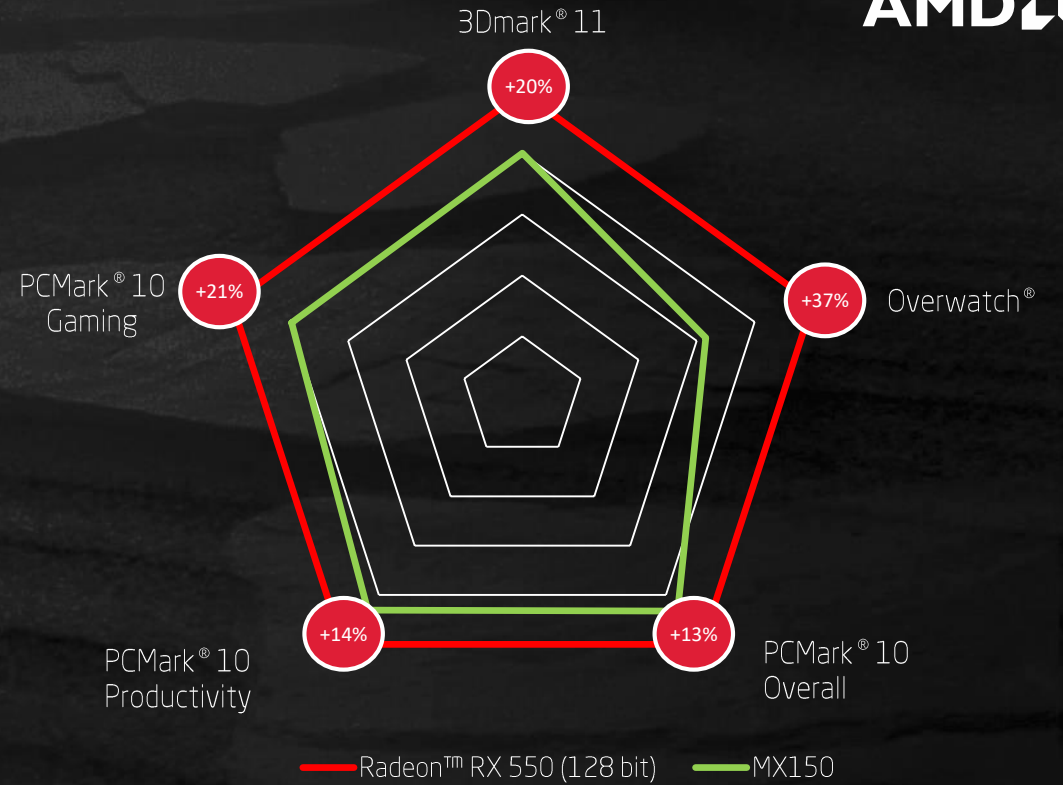 AMD
3Dmark® 11
+20%
PCMark® 10
Gaming
+21%
+37%
Overwatch®
+14%
+13%
PCMark® 10
Productivity
PCMark® 10
Overall
Radeon™ RX 550 (128 bit)
MX150